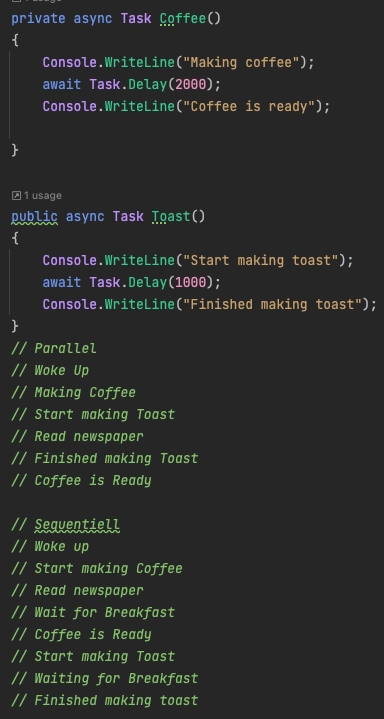 1 usage
private async Task Coffee()
{
    Console.WriteLine("Making coffee");
    await Task.Delay(2000);
    Console.WriteLine("Coffee is ready");
}
1 usage
public async Task Toast()
{
    Console.WriteLine("Start making toast");
    await Task.Delay(1000);
    Console.WriteLine("Finished making toast");
}
// Parallel
// Woke Up
// Making Coffee
// Start making Toast
// Read newspaper
// Finished making Toast
// Coffee is Ready
// Sequentiell
// Woke up
// Start making Coffee
// Read newspaper
// Wait for Breakfast
// Coffee is Ready
// Start making Toast
// Waiting for Breakfast
// Finished making toast